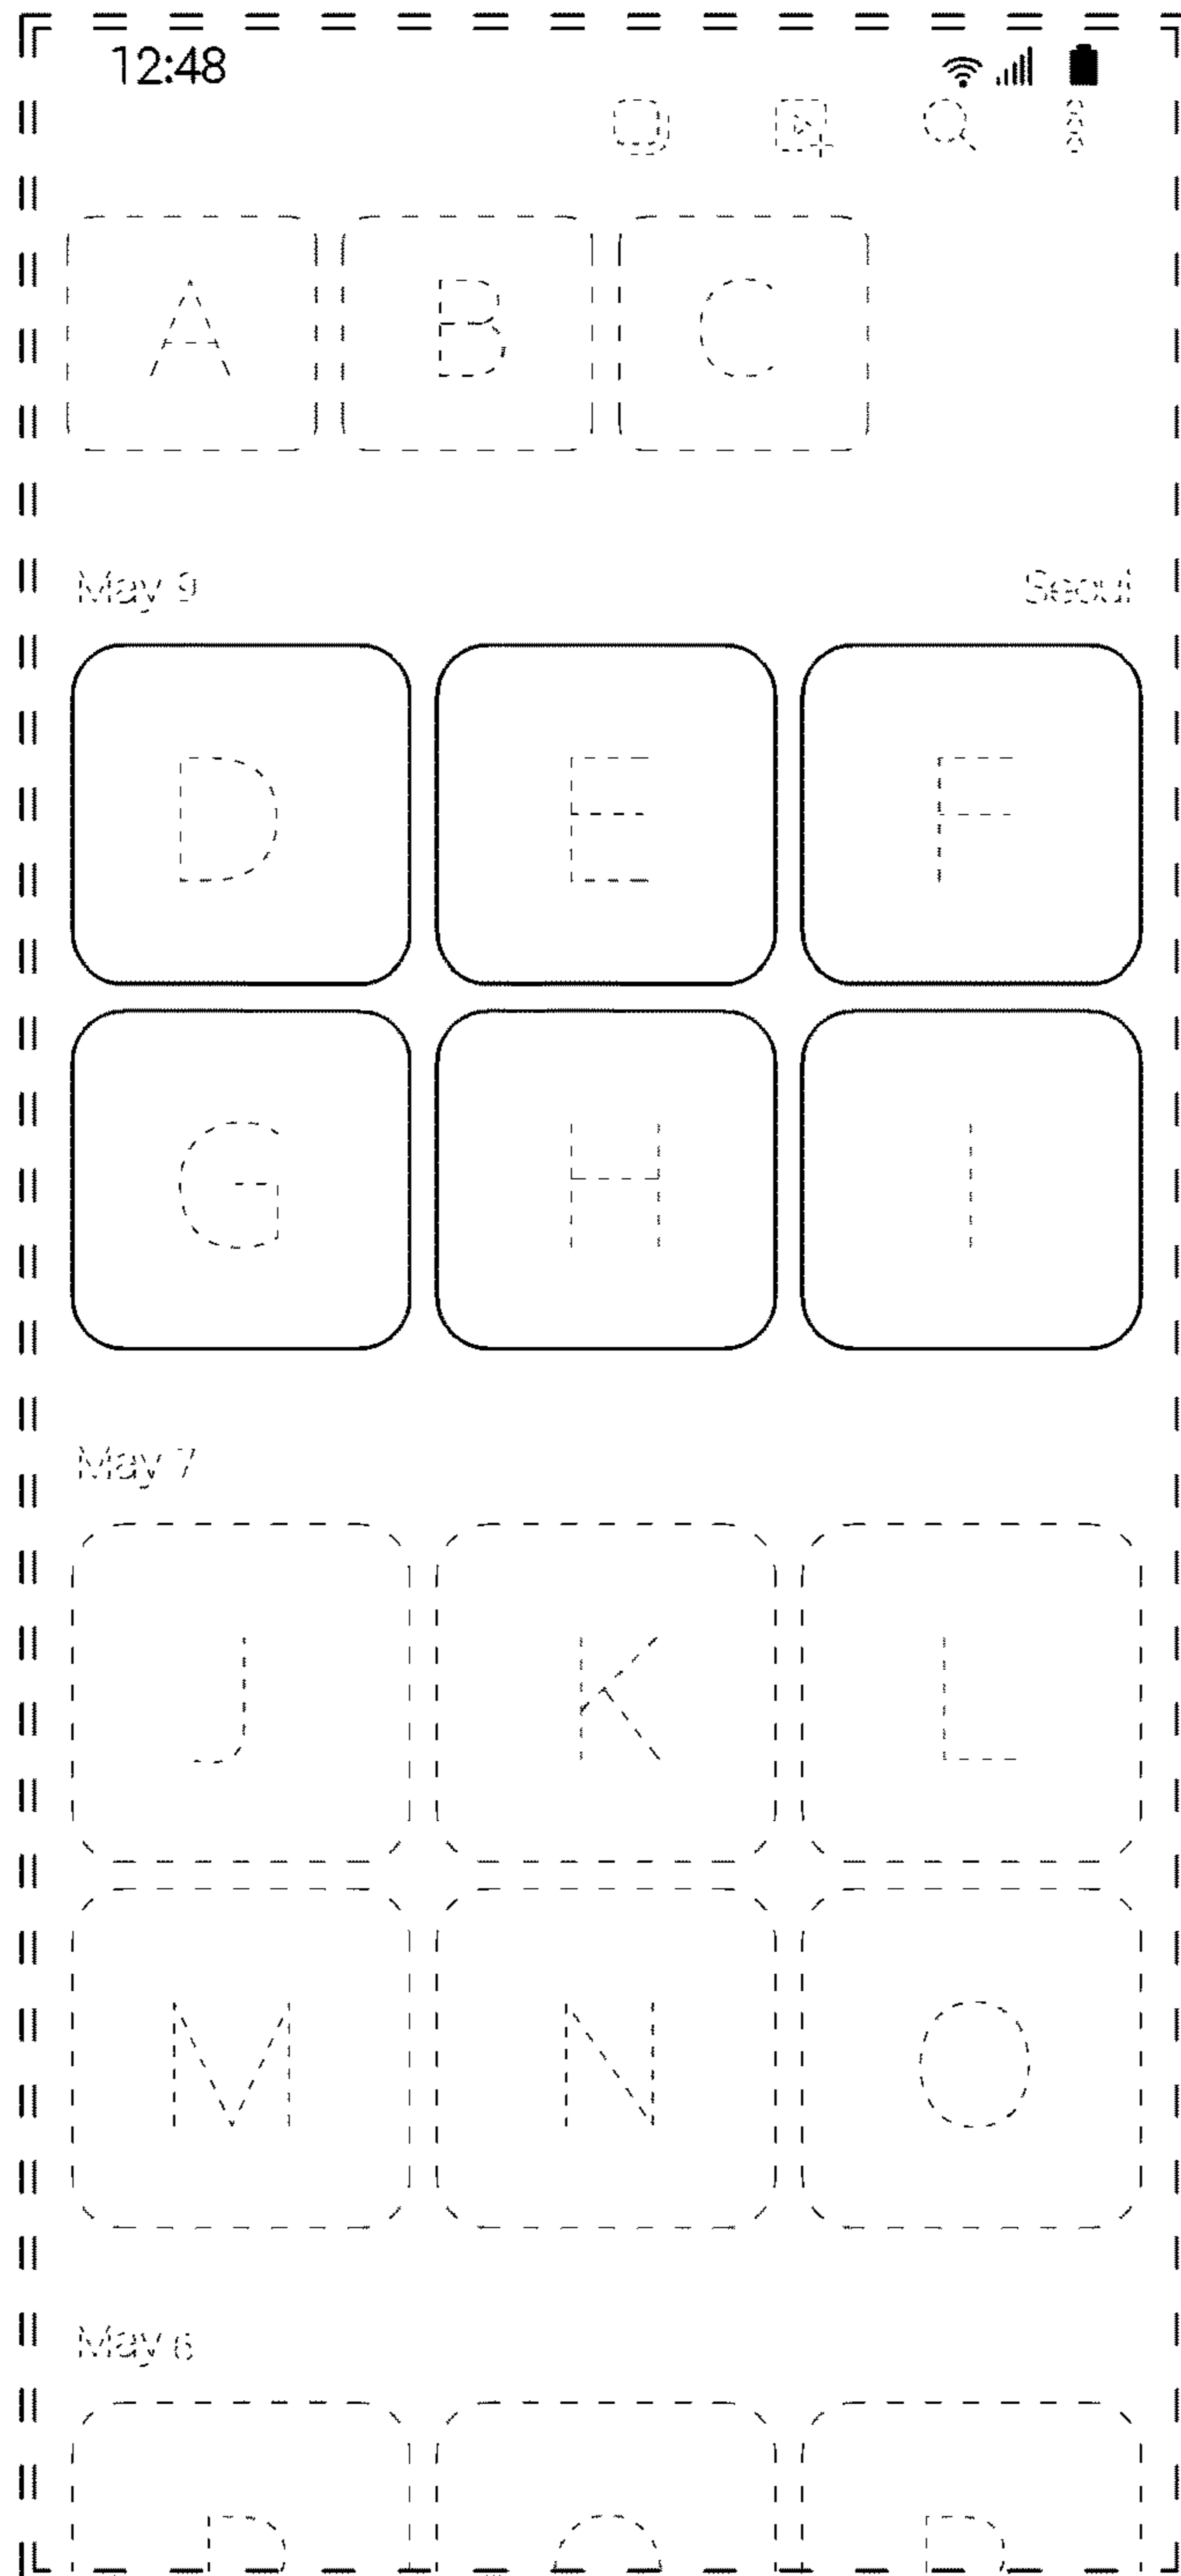 12:48
A B C
May 9 Seoul
D E F
G H I
May 7
J K L
M N O
May 6
P Q R